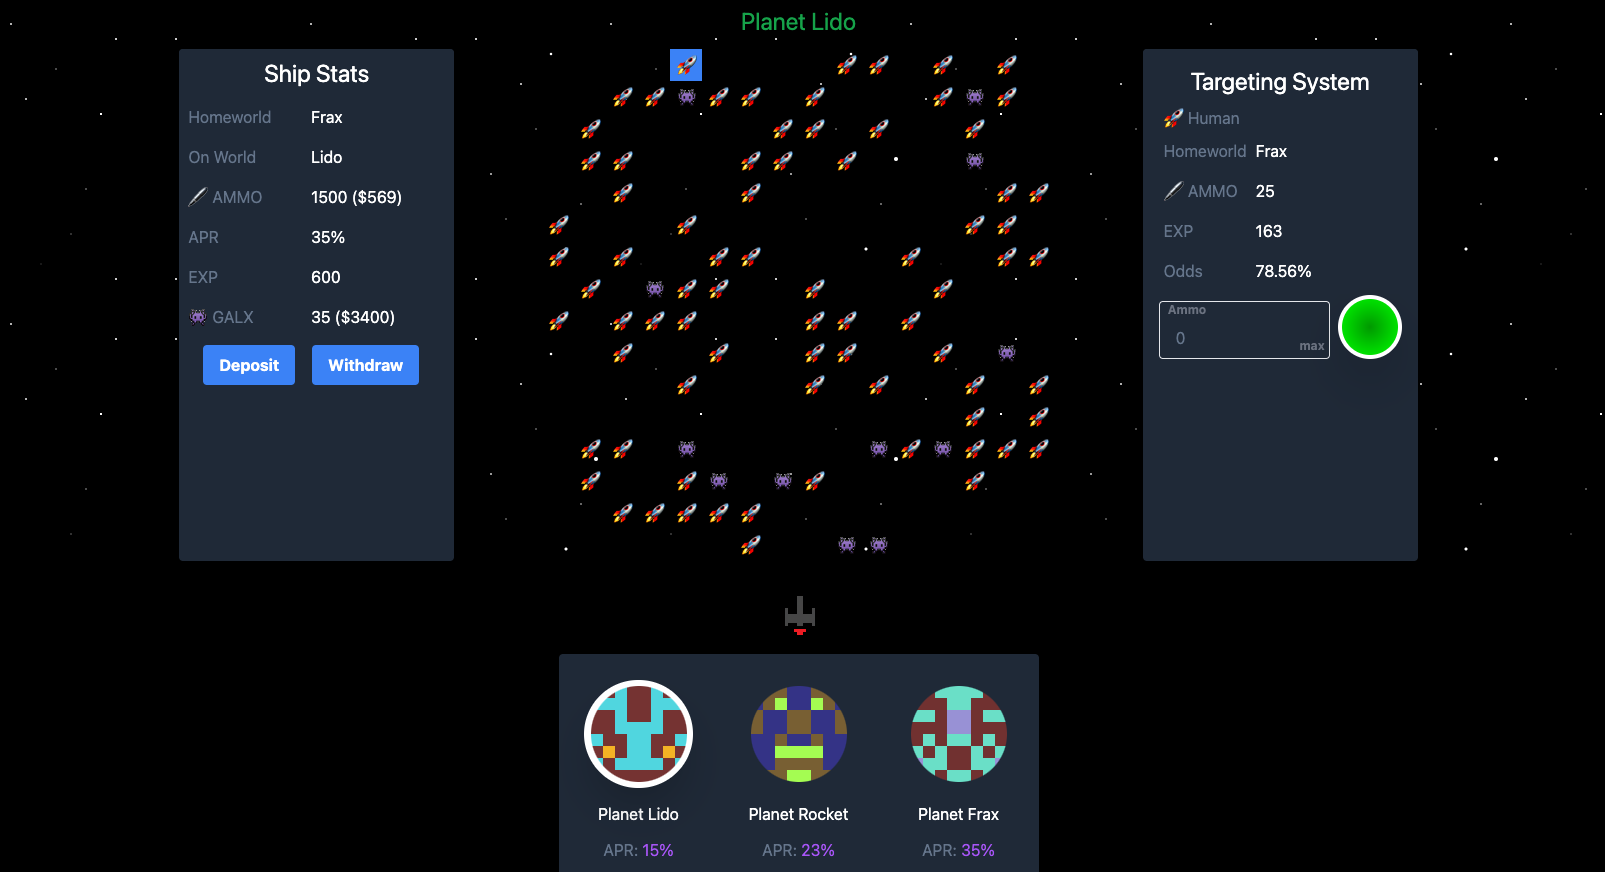 Planet Lido
Ship Stats
Homeworld Frax
On World Lido
AMMO 1500 ($569)
APR 35%
EXP 600
GALX 35 ($3400)
Deposit Withdraw
Targeting System
Human
Homeworld Frax
AMMO 25
EXP 163
Odds 78.56%
Ammo
0
max
Planet Lido Planet Rocket Planet Frax
APR: 15% APR: 23% APR: 35%